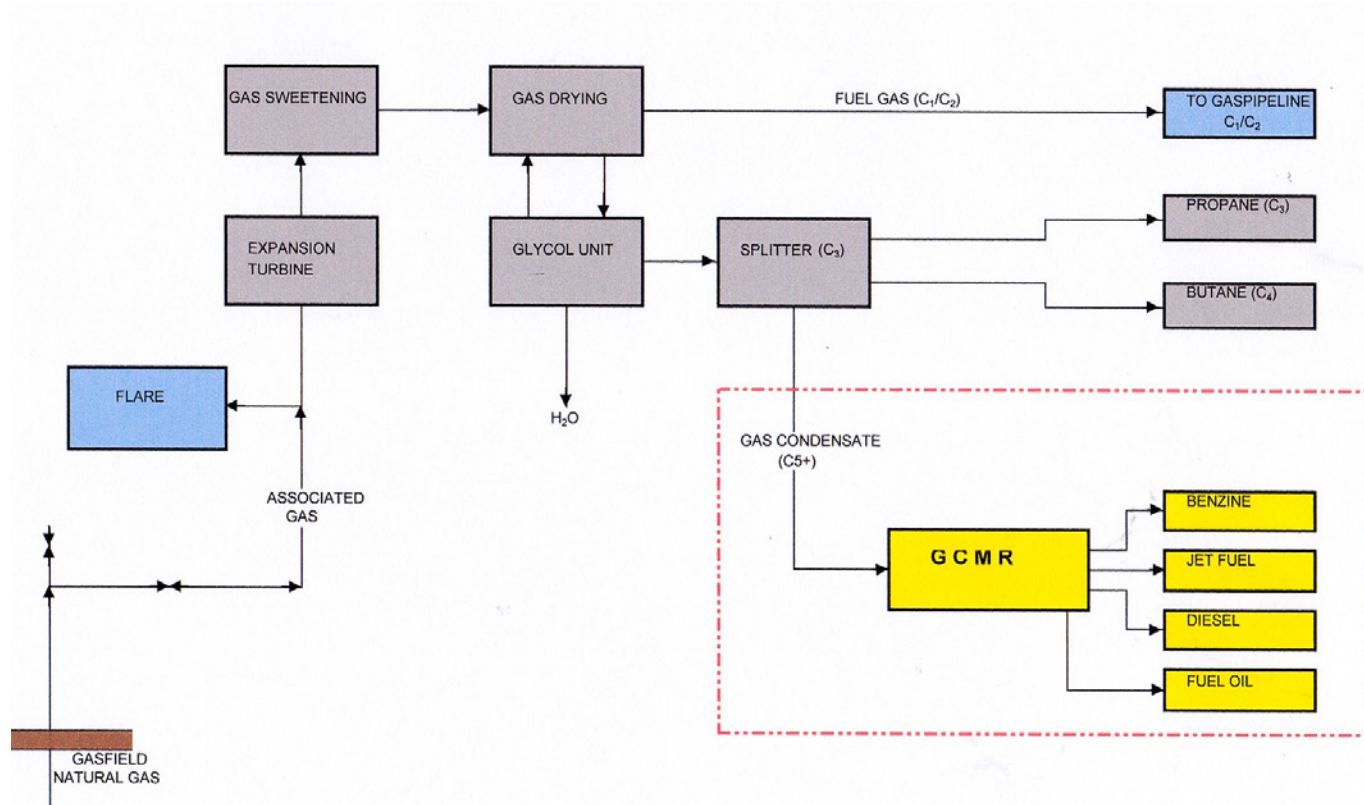 GAS SWEETENING
GAS DRYING
FUEL GAS (C₁/C₂)
TO GASPIPELINE
C₁/C₂
EXPANSION
TURBINE
GLYCOL UNIT
SPLITTER (C₃)
PROPANE (C₃)
BUTANE (C₄)
FLARE
H₂O
ASSOCIATED
GAS
GAS CONDENSATE
(C5+)
G C M R
BENZINE
JET FUEL
DIESEL
FUEL OIL
GASFIELD
NATURAL GAS